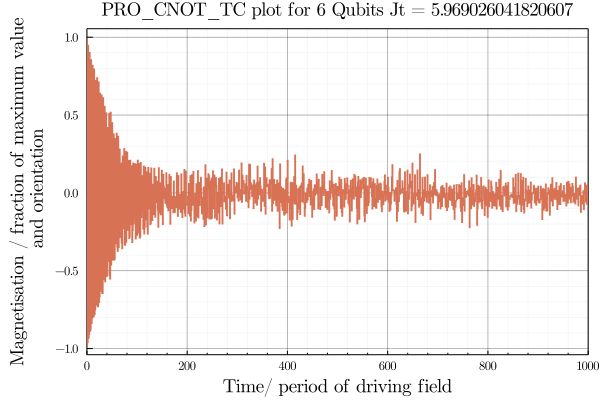 PRO_CNOT_TC plot for 6 Qubits Jt = 5.969026041820607
Magnetisation / fraction of maximum value
and orientation
1.0
0.5
0.0
−0.5
−1.0
0 200 400 600 800 1000
Time/ period of driving field